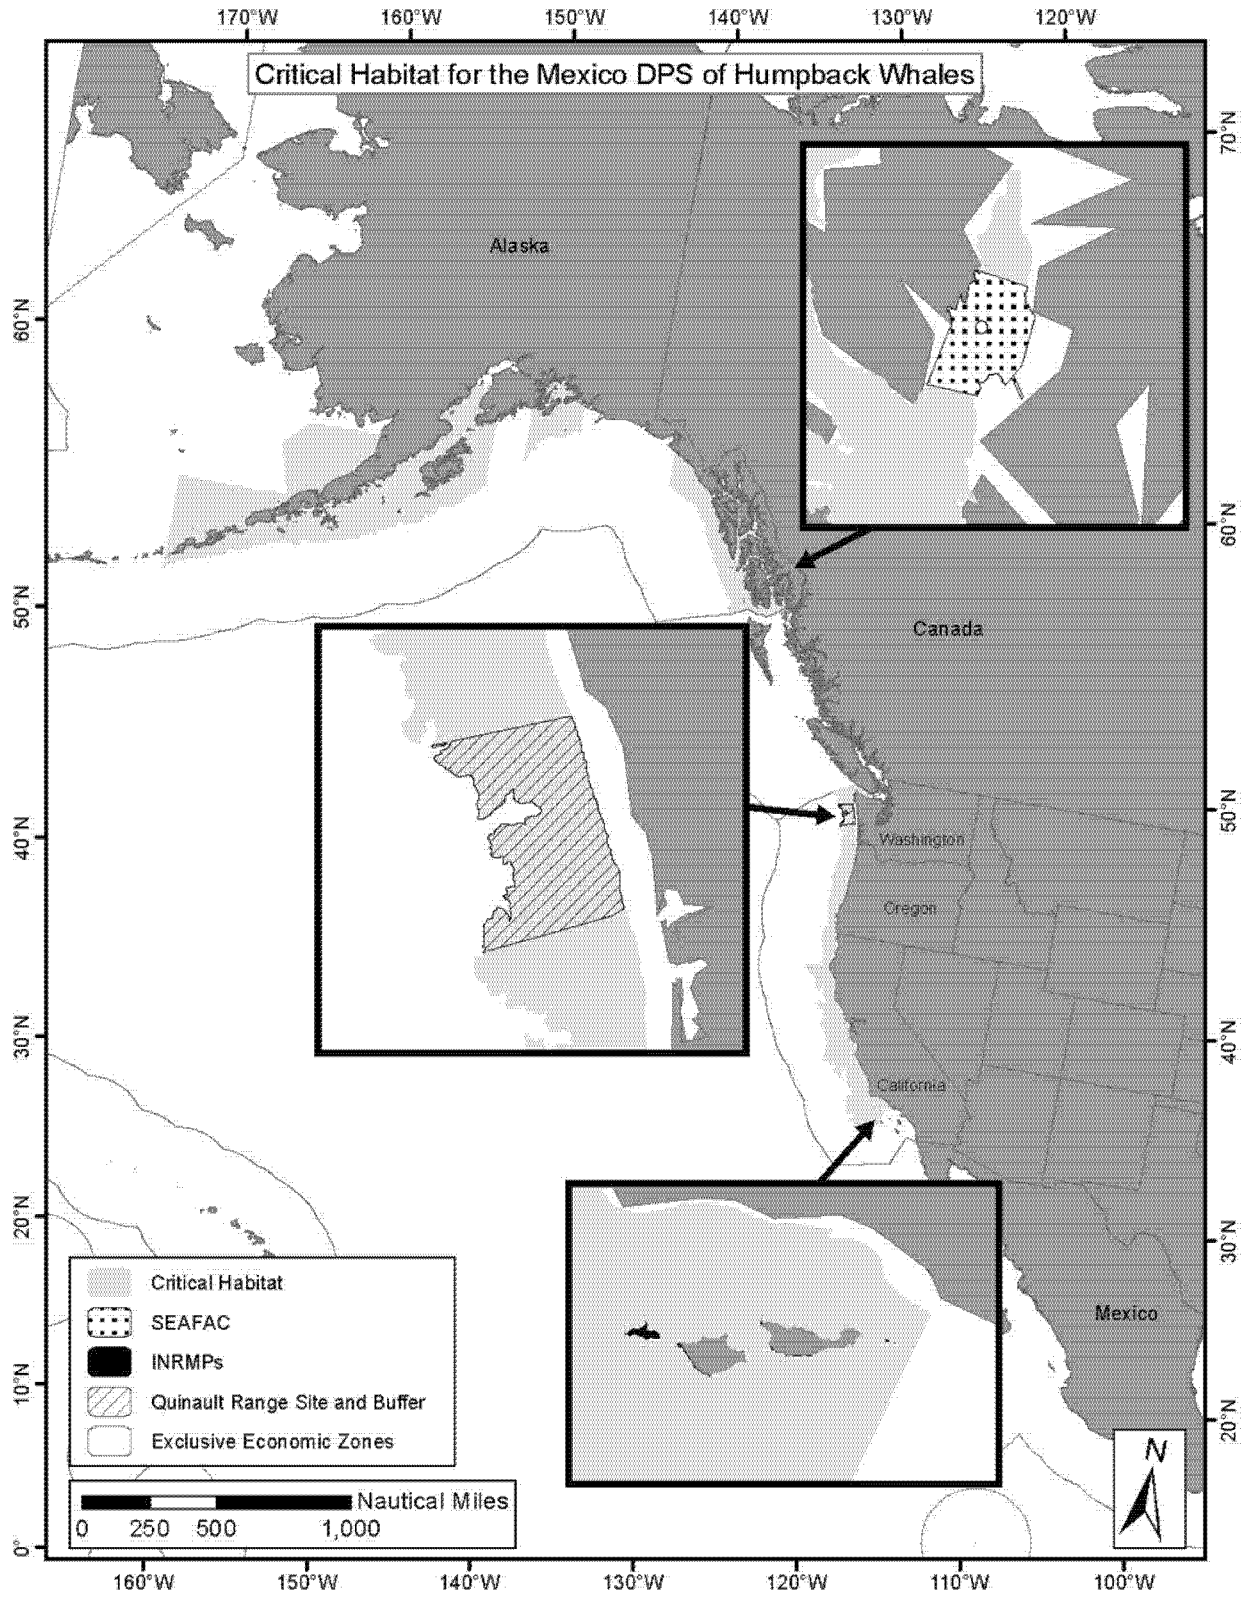 170°W 160°W 150°W 140°W 130°W 120°W
Critical Habitat for the Mexico DPS of Humpback Whales
70°N
Alaska
60°N
60°N
50°N
Canada
50°N
40°N
Washington
Oregon
30°N
40°N
California
20°N
30°N
Critical Habitat
SEAFAC
INRMPs
Quinault Range Site and Buffer
Exclusive Economic Zones
Mexico
10°N
20°N
N
Nautical Miles
0 250 500 1,000
0°
160°W 150°W 140°W 130°W 120°W 110°W 100°W